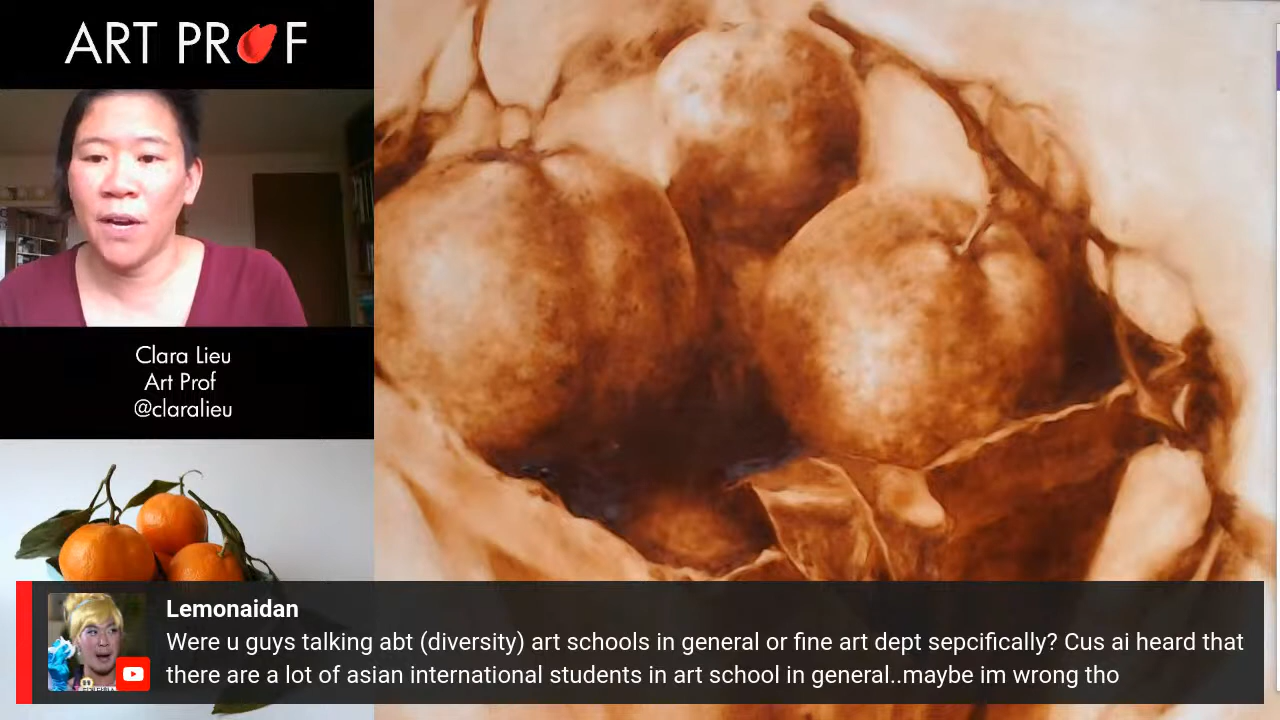 ART PROF
Clara Lieu
Art Prof
@claralieu
Lemonaidan
Were u guys talking abt (diversity) art schools in general or fine art dept sepcifically? Cus ai heard that
there are a lot of asian international students in art school in general..maybe im wrong tho